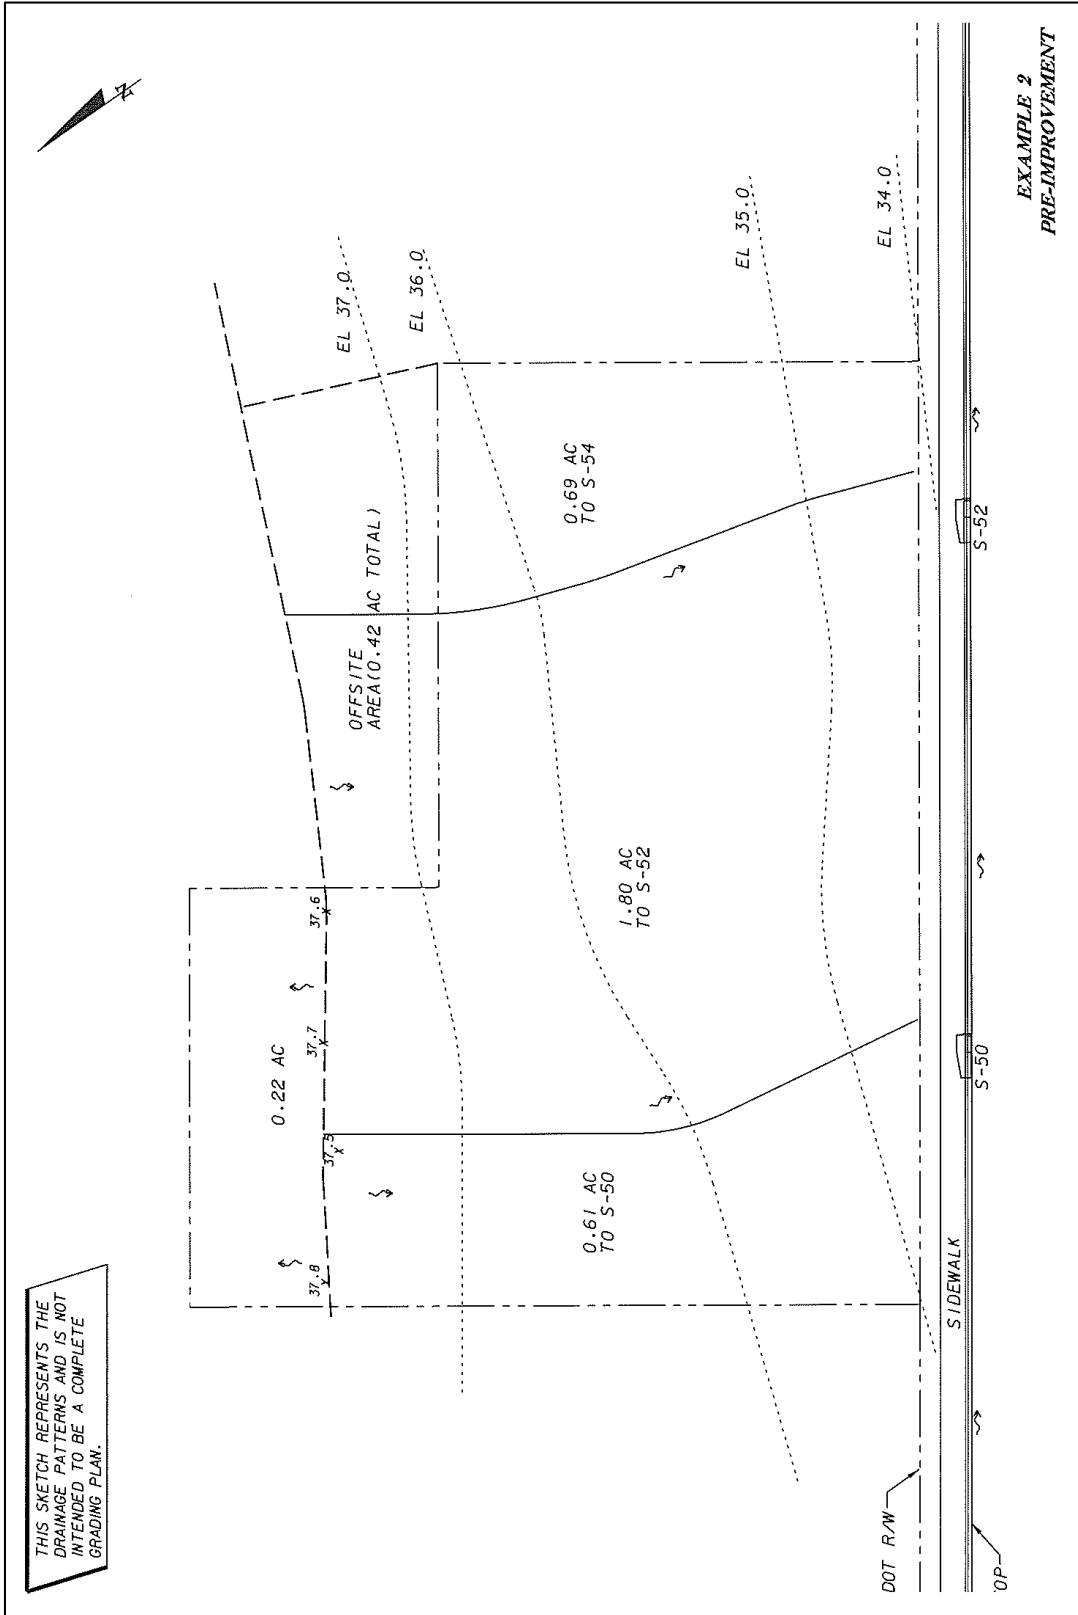 THIS SKETCH REPRESENTS THE
DRAINAGE PATTERNS AND IS NOT
INTENDED TO BE A COMPLETE
GRADING PLAN.
N
EL 37.0
EL 36.0
EL 35.0
EL 34.0
OFFSITE
AREA(0.42 AC TOTAL)
0.22 AC
37.8
37.5
37.7
37.6
0.61 AC
TO S-50
1.80 AC
TO S-52
0.69 AC
TO S-54
DOT R/W
SIDEWALK
OP
S-50
S-52
EXAMPLE 2
PRE-IMPROVEMENT